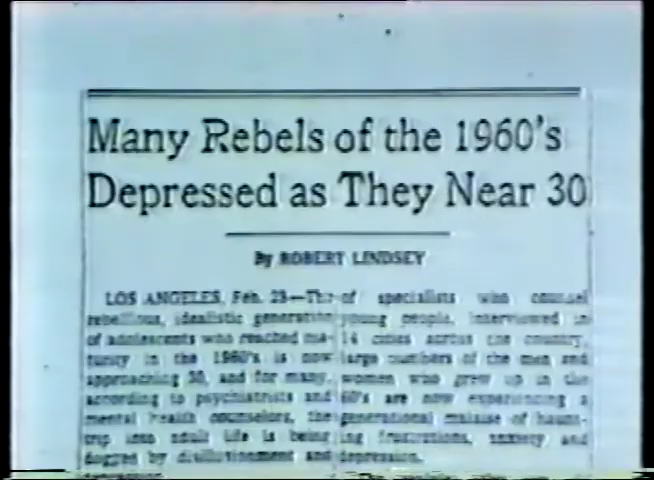 Many Rebels of the 1960's
Depressed as They Near 30
By ROBERT LINDSEY
LOS ANGELES, Feb. 28—The
rebellious, idealistic generation
of adolescents who reached ma-
turity in the 1960's is now
approaching 30, and for many,
according to psychiatrists and
mental health counselors, the
trip into adult life is being
dogged by disillusionment and
depression.
of specialists who counsel
young people, interviewed in
14 cities across the country,
large numbers of the men and
women who grew up in the
60's are now experiencing a
generational malaise of haunt-
ing frustrations, anxiety and
depression.